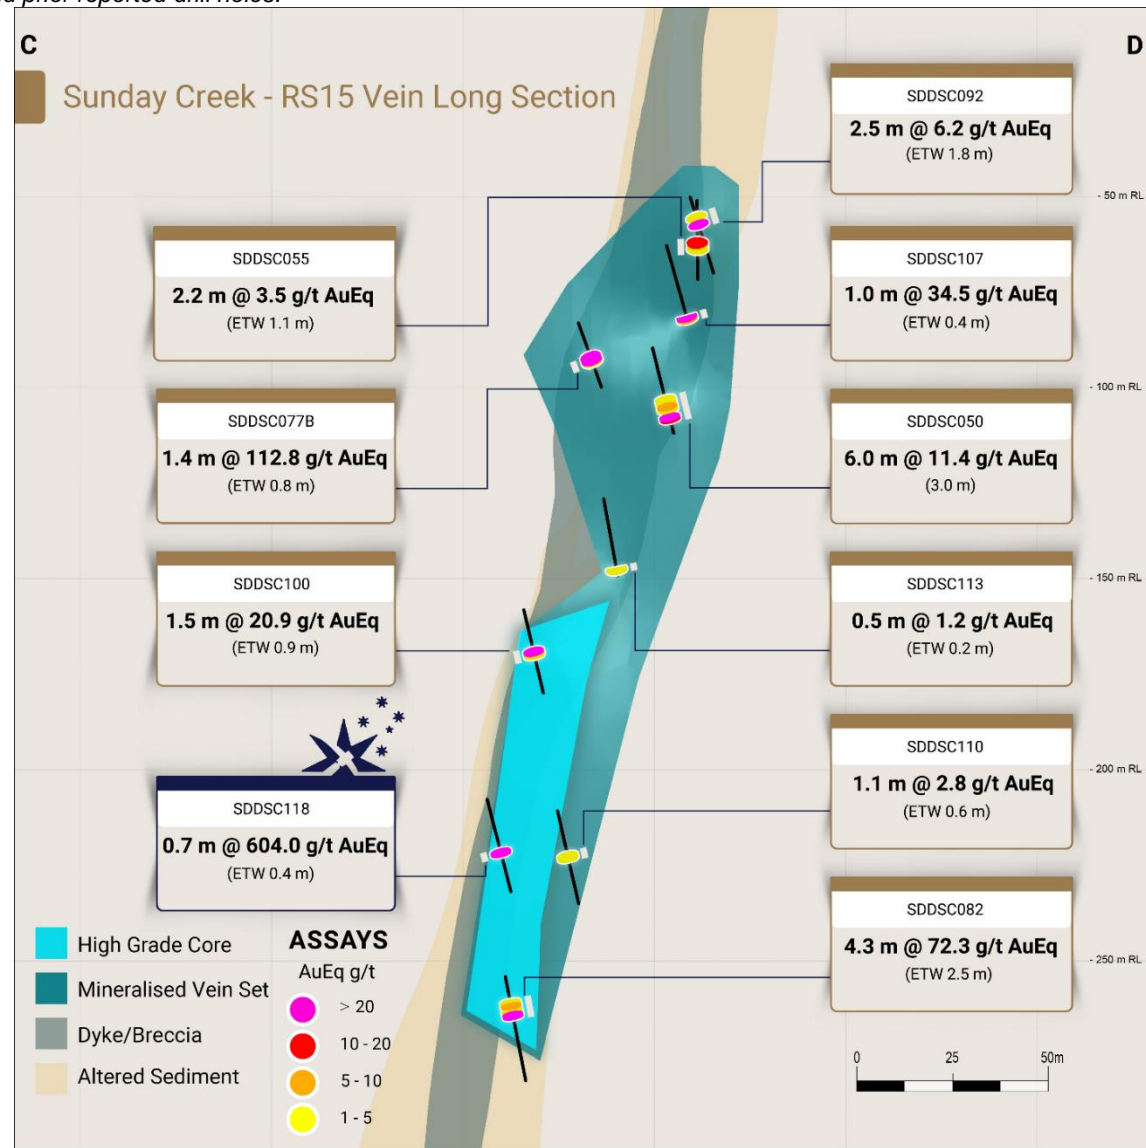 prior reported drill holes.
C
D
Sunday Creek - RS15 Vein Long Section
SDDSC092
2.5 m @ 6.2 g/t AuEq
(ETW 1.8 m)
- 50 m RL
SDDSC055
2.2 m @ 3.5 g/t AuEq
(ETW 1.1 m)
SDDSC107
1.0 m @ 34.5 g/t AuEq
(ETW 0.4 m)
- 100 m RL
SDDSC077B
1.4 m @ 112.8 g/t AuEq
(ETW 0.8 m)
SDDSC050
6.0 m @ 11.4 g/t AuEq
(3.0 m)
- 150 m RL
SDDSC100
1.5 m @ 20.9 g/t AuEq
(ETW 0.9 m)
SDDSC113
0.5 m @ 1.2 g/t AuEq
(ETW 0.2 m)
SDDSC110
1.1 m @ 2.8 g/t AuEq
(ETW 0.6 m)
- 200 m RL
SDDSC118
0.7 m @ 604.0 g/t AuEq
(ETW 0.4 m)
SDDSC082
4.3 m @ 72.3 g/t AuEq
(ETW 2.5 m)
- 250 m RL
High Grade Core
Mineralised Vein Set
Dyke/Breccia
Altered Sediment
ASSAYS
AuEq g/t
> 20
10 - 20
5 - 10
1 - 5
0 25 50m